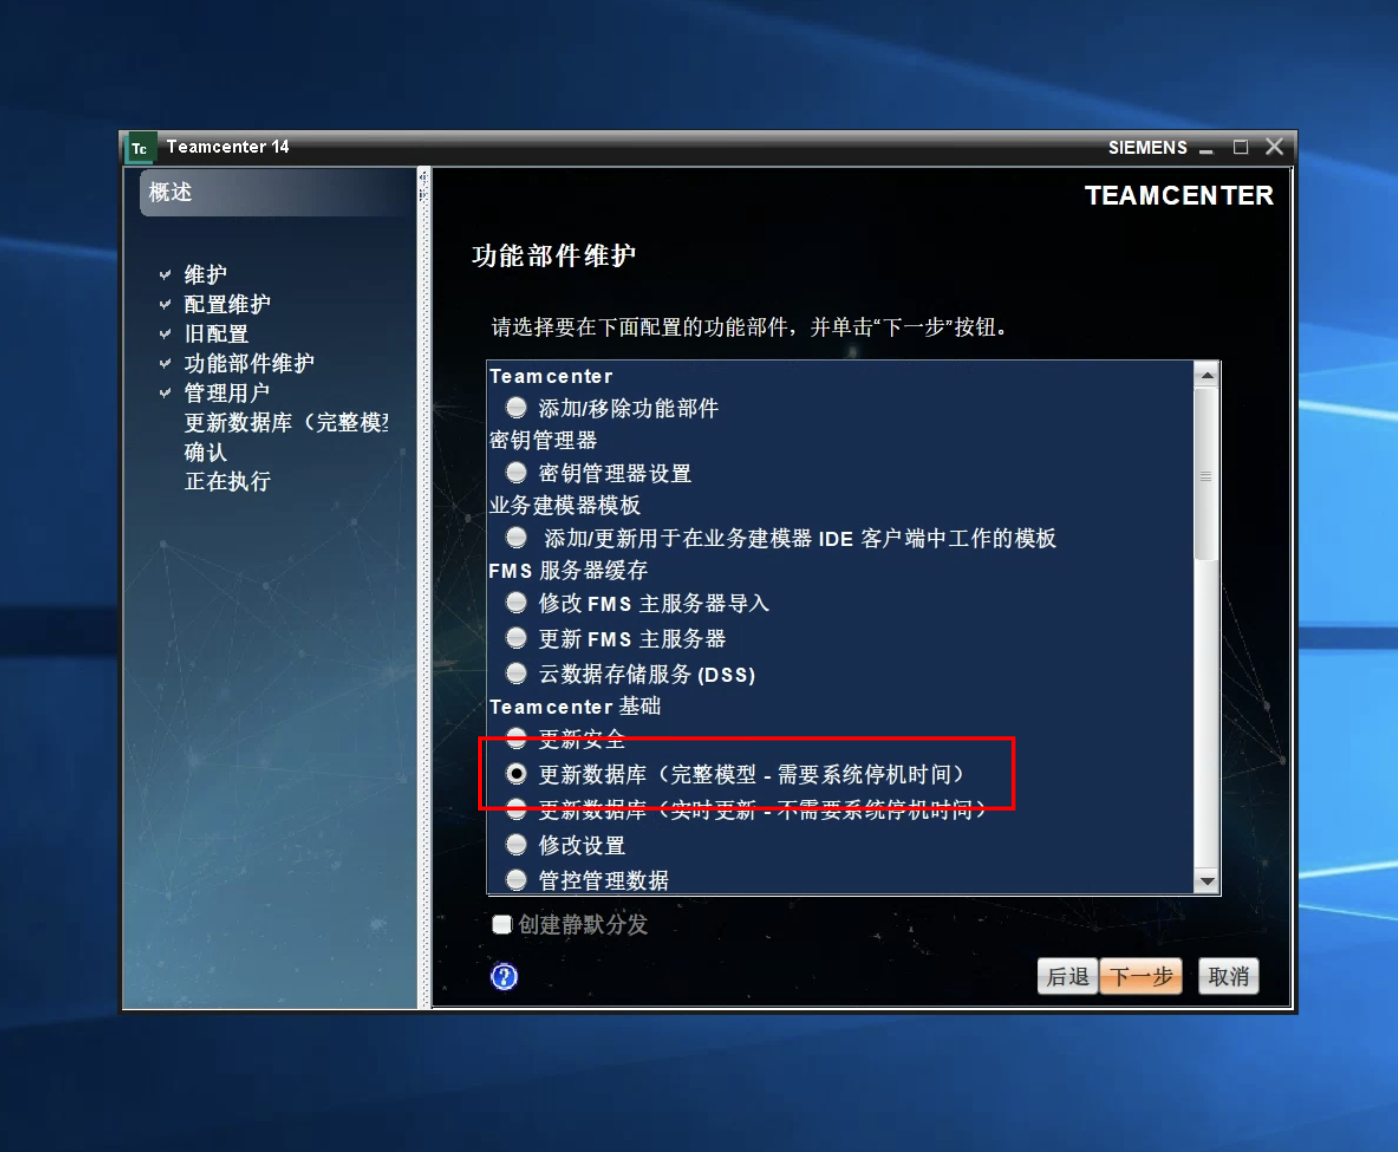 Tc Teamcenter 14 SIEMENS
概述
TEAMCENTER
维护
配置维护
旧配置
功能部件维护
管理用户
更新数据库（完整模
确认
正在执行
功能部件维护
请选择要在下面配置的功能部件，并单击“下一步”按钮。
Teamcenter
添加/移除功能部件
密钥管理器
密钥管理器设置
业务建模器模板
添加/更新用于在业务建模器 IDE 客户端中工作的模板
FMS 服务器缓存
修改 FMS 主服务器导入
更新 FMS 主服务器
云数据存储服务 (DSS)
Teamcenter 基础
更新安全
更新数据库（完整模型 - 需要系统停机时间）
更新数据库（实时更新 - 不需要系统停机时间）
修改设置
管控管理数据
创建静默分发
?
后退 下一步 取消